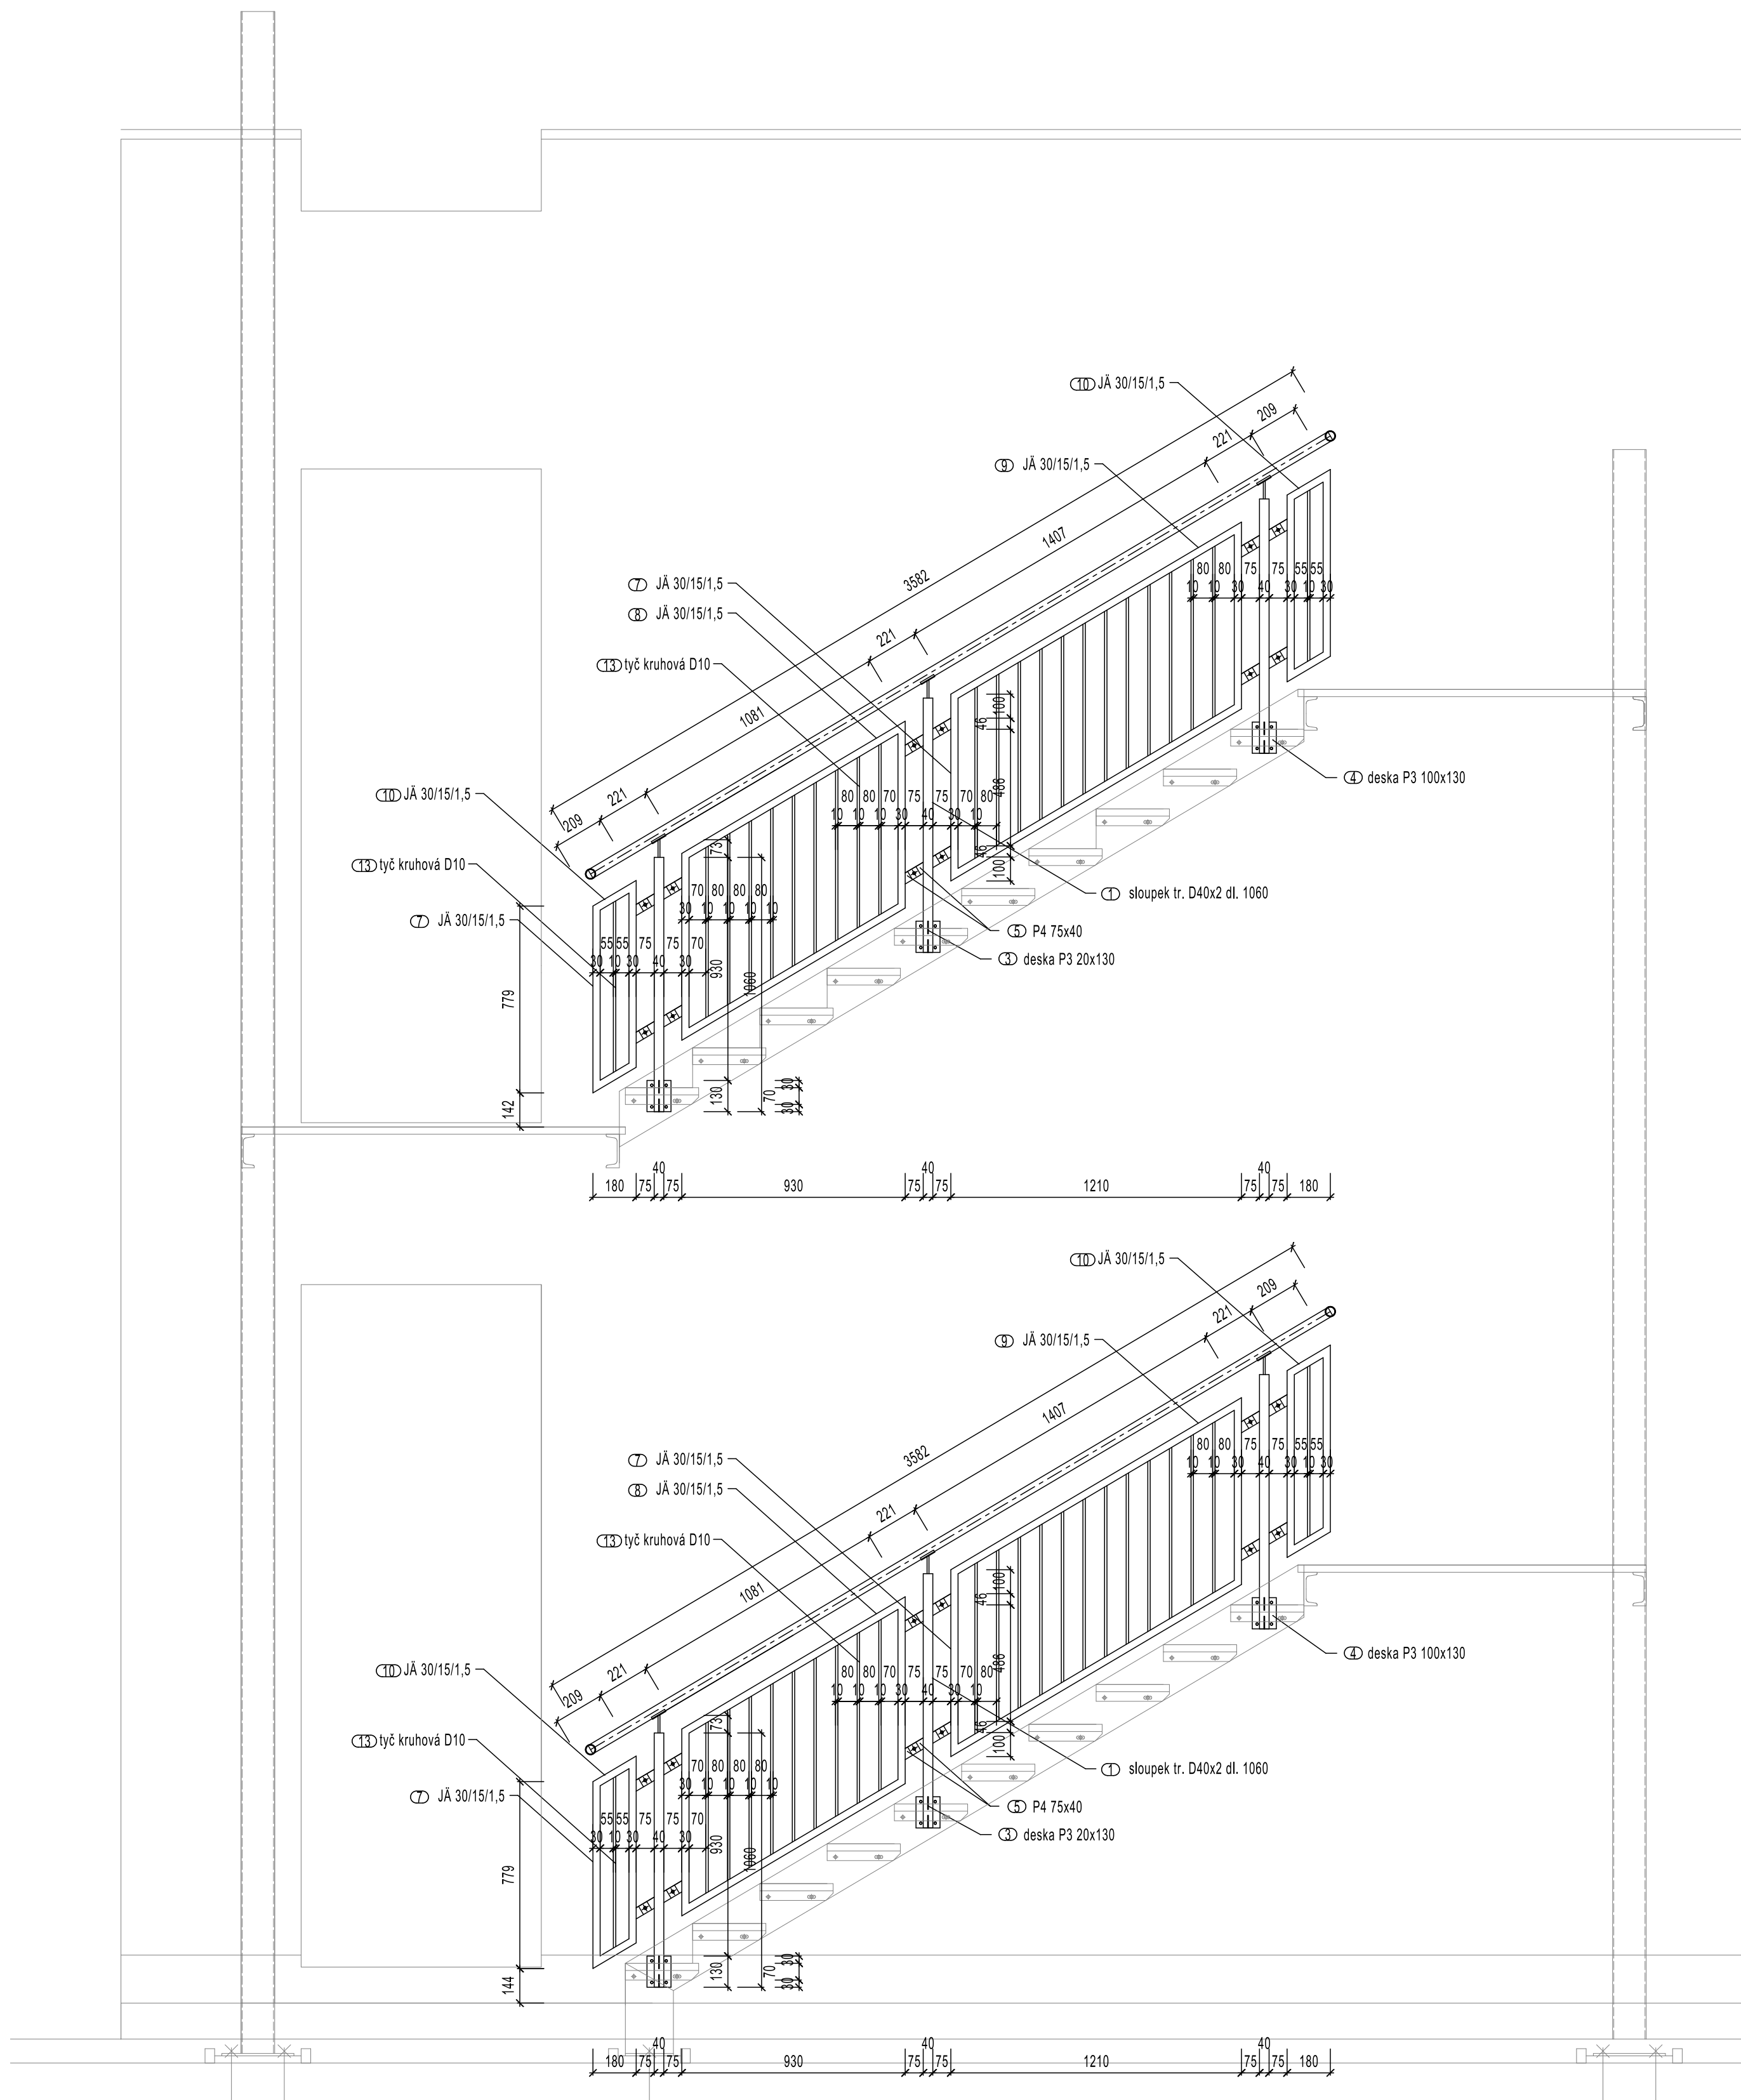 10 JÄ 30/15/1,5
209
221
9 JÄ 30/15/1,5
1407
3582
80 80 75 75 55 55
10 10 30 40 30 10 30
7 JÄ 30/15/1,5
8 JÄ 30/15/1,5
221
13 tyč kruhová D10
1081
100
46
486
46
100
4 deska P3 100x130
10 JÄ 30/15/1,5
221
209
80 80 70 75 75 70 80
10 10 10 30 40 30 10
73
13 tyč kruhová D10
70 80 80 80
30 10 10 10 10
1 sloupek tr. D40x2 dl. 1060
7 JÄ 30/15/1,5
5 P4 75x40
55 55 75 75 70
30 10 30 40 30
3 deska P3 20x130
930
1060
779
142
130
70
30
30
40 40 40
180 75 75 930 75 75 1210 75 75 180
10 JÄ 30/15/1,5
209
221
9 JÄ 30/15/1,5
1407
3582
80 80 75 75 55 55
10 10 30 40 30 10 30
7 JÄ 30/15/1,5
8 JÄ 30/15/1,5
221
13 tyč kruhová D10
1081
100
46
486
46
100
4 deska P3 100x130
10 JÄ 30/15/1,5
221
209
80 80 70 75 75 70 80
10 10 10 30 40 30 10
73
13 tyč kruhová D10
70 80 80 80
30 10 10 10 10
1 sloupek tr. D40x2 dl. 1060
7 JÄ 30/15/1,5
5 P4 75x40
55 55 75 75 70
30 10 30 40 30
3 deska P3 20x130
930
1060
779
144
130
70
30
30
40 40 40
180 75 75 930 75 75 1210 75 75 180